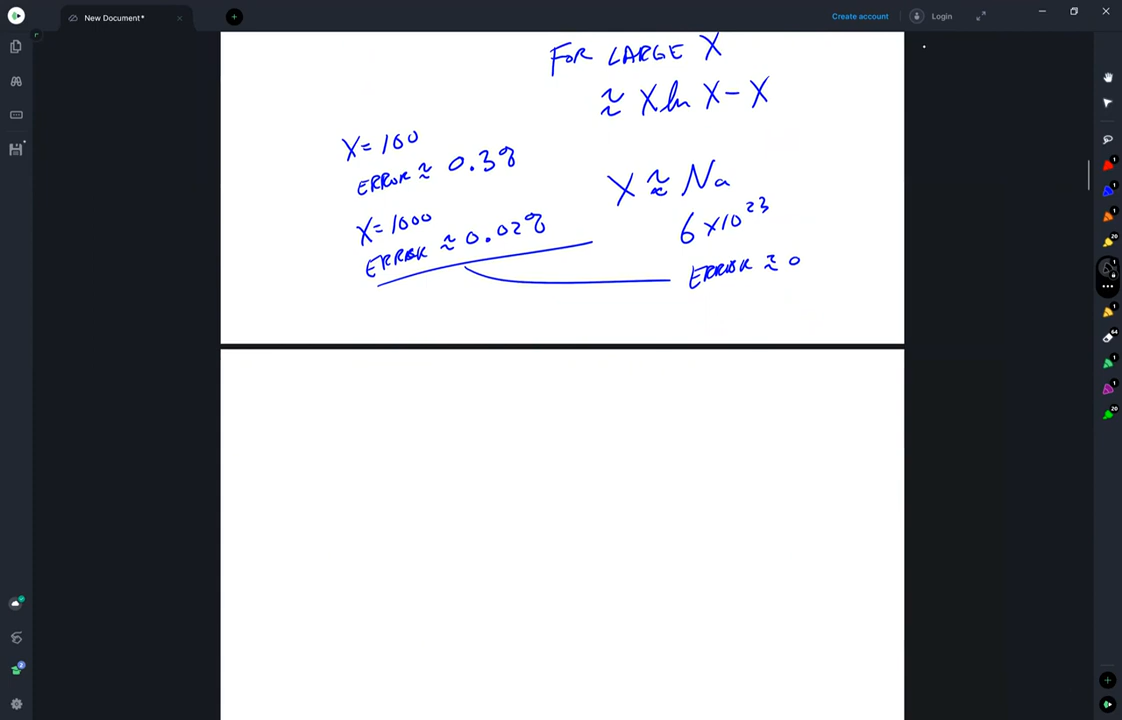 New Document*
Create account
Login
FOR LARGE X
≈ X ln X - X
X = 100
ERROR ≈ 0.3%
X ≈ Na
6 x 10^23
X = 1000
ERROR ≈ 0.02%
ERROR ≈ 0